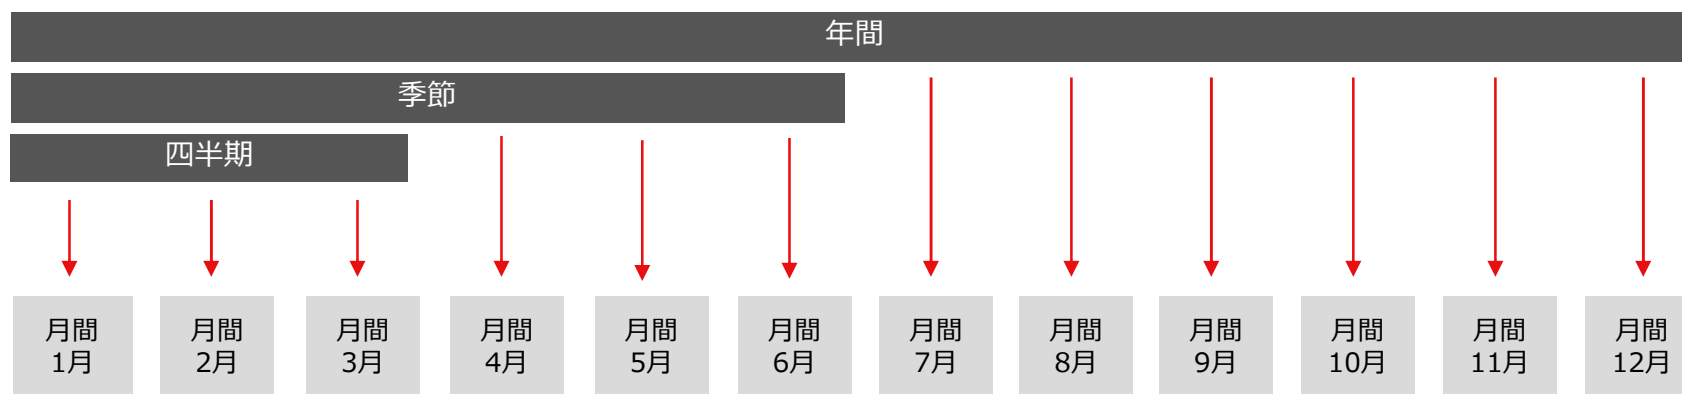 年間
季節
四半期
月間
1月
月間
2月
月間
3月
月間
4月
月間
5月
月間
6月
月間
7月
月間
8月
月間
9月
月間
10月
月間
11月
月間
12月